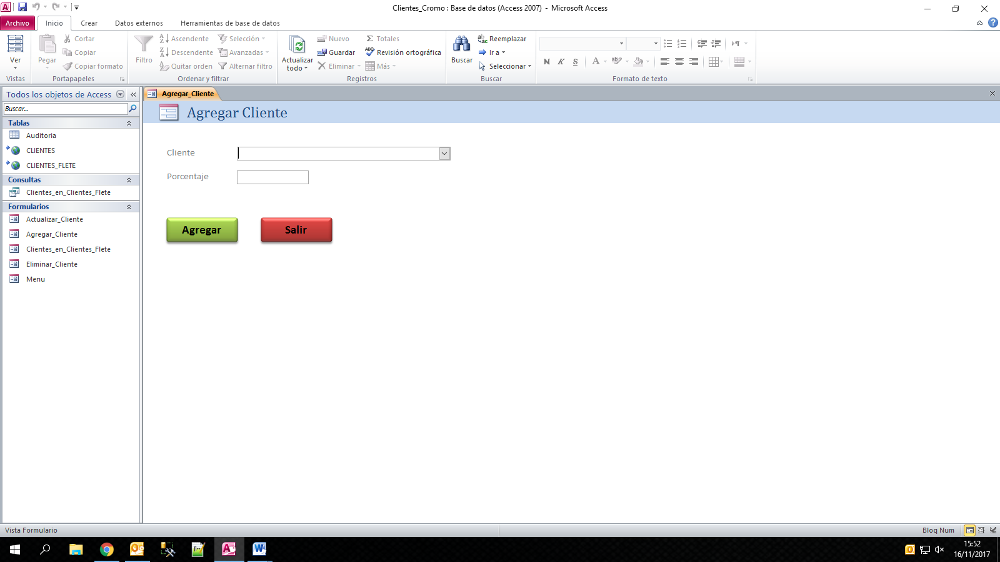 Clientes_Cromo : Base de datos (Access 2007)  -  Microsoft Access
Archivo Inicio Crear Datos externos Herramientas de base de datos
Ver
Vistas
Pegar
Cortar
Copiar
Copiar formato
Portapapeles
Filtro
Ascendente
Descendente
Quitar orden
Selección
Avanzadas
Alternar filtro
Ordenar y filtrar
Actualizar
todo
Nuevo
Guardar
Eliminar
Totales
Revisión ortográfica
Más
Registros
Buscar
Reemplazar
Ir a
Seleccionar
Buscar
N K S
Formato de texto
Todos los objetos de Access
Buscar...
Tablas
Auditoria
CLIENTES
CLIENTES_FLETE
Consultas
Clientes_en_Clientes_Flete
Formularios
Actualizar_Cliente
Agregar_Cliente
Clientes_en_Clientes_Flete
Eliminar_Cliente
Menu
Agregar_Cliente
Agregar Cliente
Cliente
Porcentaje
Agregar Salir
Vista Formulario
Bloq Num
15:52
16/11/2017